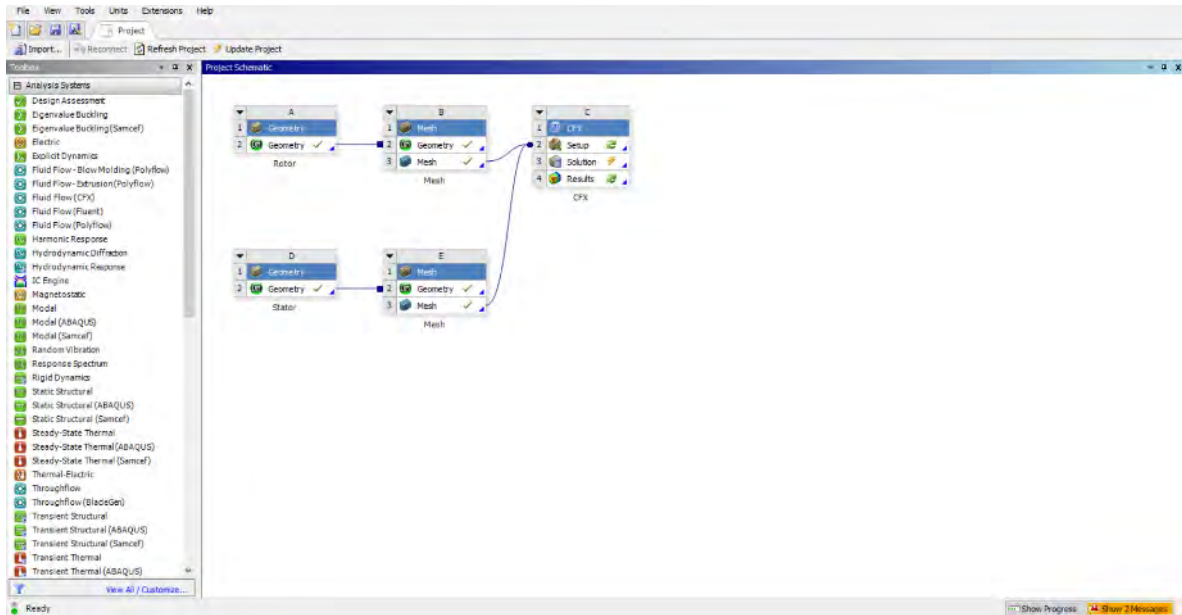 File View Tools Units Extensions Help
Project
Import... Reconnect Refresh Project Update Project
Toolbox
Project Schematic
Analysis Systems
Design Assessment
Eigenvalue Buckling
Eigenvalue Buckling (Samcef)
Electric
Explicit Dynamics
Fluid Flow - Blow Molding (Polyflow)
Fluid Flow - Extrusion (Polyflow)
Fluid Flow (CFX)
Fluid Flow (Fluent)
Fluid Flow (Polyflow)
Harmonic Response
Hydrodynamic Diffraction
Hydrodynamic Response
IC Engine
Magnetostatic
Modal
Modal (ABAQUS)
Modal (Samcef)
Random Vibration
Response Spectrum
Rigid Dynamics
Static Structural
Static Structural (ABAQUS)
Static Structural (Samcef)
Steady-State Thermal
Steady-State Thermal (ABAQUS)
Steady-State Thermal (Samcef)
Thermal-Electric
Throughflow
Throughflow (BladeGen)
Transient Structural
Transient Structural (ABAQUS)
Transient Structural (Samcef)
Transient Thermal
Transient Thermal (ABAQUS)
View All / Customize...
A
1 Geometry
2 Geometry
Rotor
B
1 Mesh
2 Geometry
3 Mesh
Mesh
C
1 CFX
2 Setup
3 Solution
4 Results
CFX
D
1 Geometry
2 Geometry
Stator
E
1 Mesh
2 Geometry
3 Mesh
Mesh
Ready
Show Progress Show 2 Messages